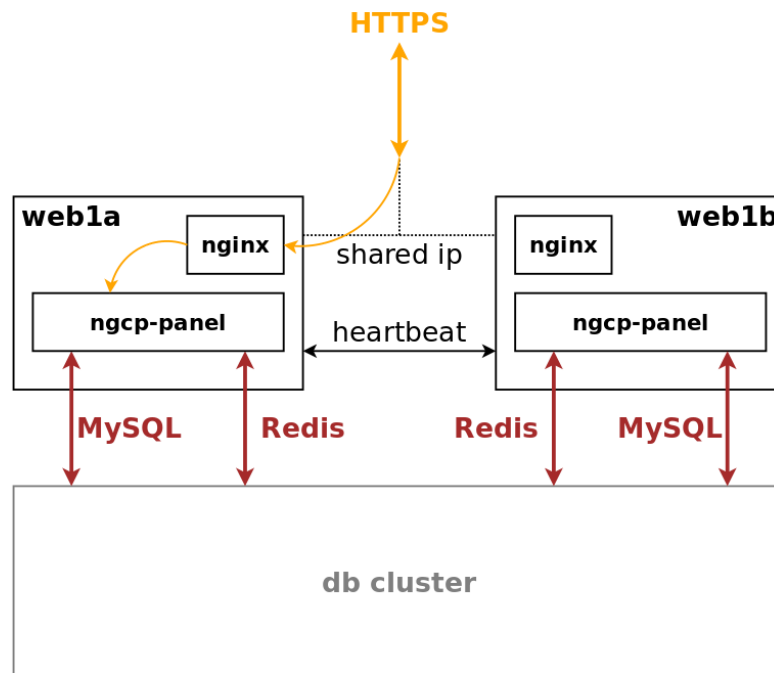 HTTPS
web1a
web1b
nginx
nginx
shared ip
ngcp-panel
ngcp-panel
heartbeat
MySQL
Redis
Redis
MySQL
db cluster